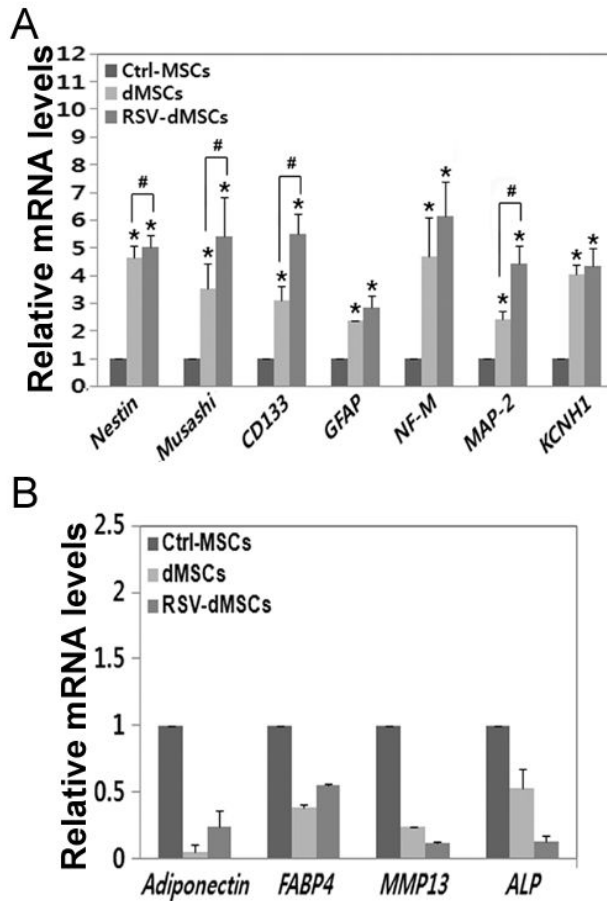 A
Relative mRNA levels
12
11
10
9
8
7
6
5
4
3
2
1
0
Ctrl-MSCs
dMSCs
RSV-dMSCs
# # # #
* * * * * * * * * * * * * *
Nestin Musashi CD133 GFAP NF-M MAP-2 KCNH1
B
Relative mRNA levels
2.5
2
1.5
1
0.5
0
Ctrl-MSCs
dMSCs
RSV-dMSCs
Adiponectin FABP4 MMP13 ALP